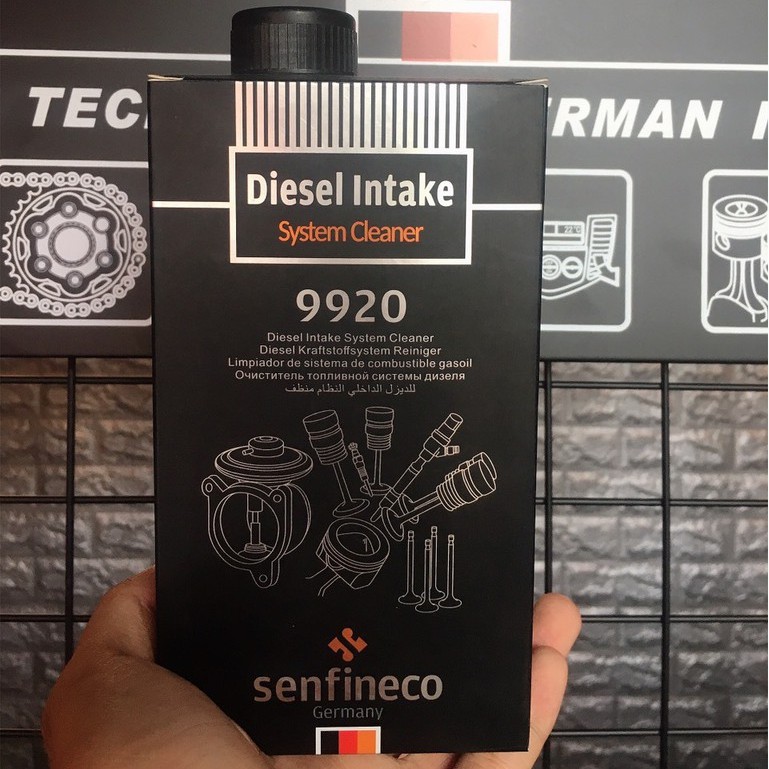 TEC
ERMAN
Diesel Intake
System Cleaner
9920
Diesel Intake System Cleaner
Diesel Kraftstoffsystem Reiniger
Limpiador de sistema de combustible gasoil
Очиститель топливной системы дизеля
للديزل الداخلي النظام منظف
senfineco
Germany